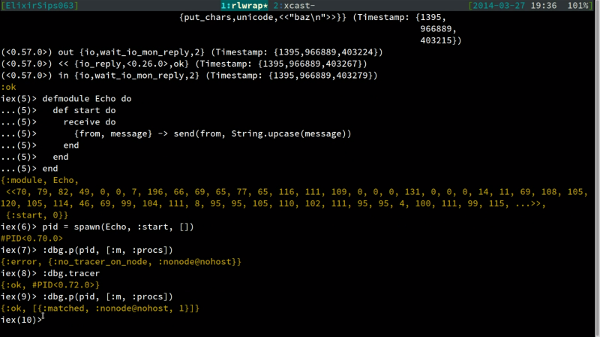 [ElixirSips063] 1:rlwrap* 2:xcast- [2014-03-27 19:36 101%]
{put_chars,unicode,<<"baz\n">>}} (Timestamp: {1395,
966889,
403215})
(<0.57.0>) out {io,wait_io_mon_reply,2} (Timestamp: {1395,966889,403224})
(<0.57.0>) << {io_reply,<0.26.0>,ok} (Timestamp: {1395,966889,403267})
(<0.57.0>) in {io,wait_io_mon_reply,2} (Timestamp: {1395,966889,403279})
:ok
iex(5)> defmodule Echo do
...(5)>   def start do
...(5)>     receive do
...(5)>       {from, message} -> send(from, String.upcase(message))
...(5)>     end
...(5)>   end
...(5)> end
{:module, Echo,
<<70, 79, 82, 49, 0, 0, 7, 196, 66, 69, 65, 77, 65, 116, 111, 109, 0, 0, 0, 131, 0, 0, 0, 14, 11, 69, 108, 105,
120, 105, 114, 46, 69, 99, 104, 111, 8, 95, 95, 105, 110, 102, 111, 95, 95, 4, 100, 111, 99, 115, ...>>,
{:start, 0}}
iex(6)> pid = spawn(Echo, :start, [])
#PID<0.70.0>
iex(7)> :dbg.p(pid, [:m, :procs])
{:error, {:no_tracer_on_node, :nonode@nohost}}
iex(8)> :dbg.tracer
{:ok, #PID<0.72.0>}
iex(9)> :dbg.p(pid, [:m, :procs])
{:ok, [{:matched, :nonode@nohost, 1}]}
iex(10)>